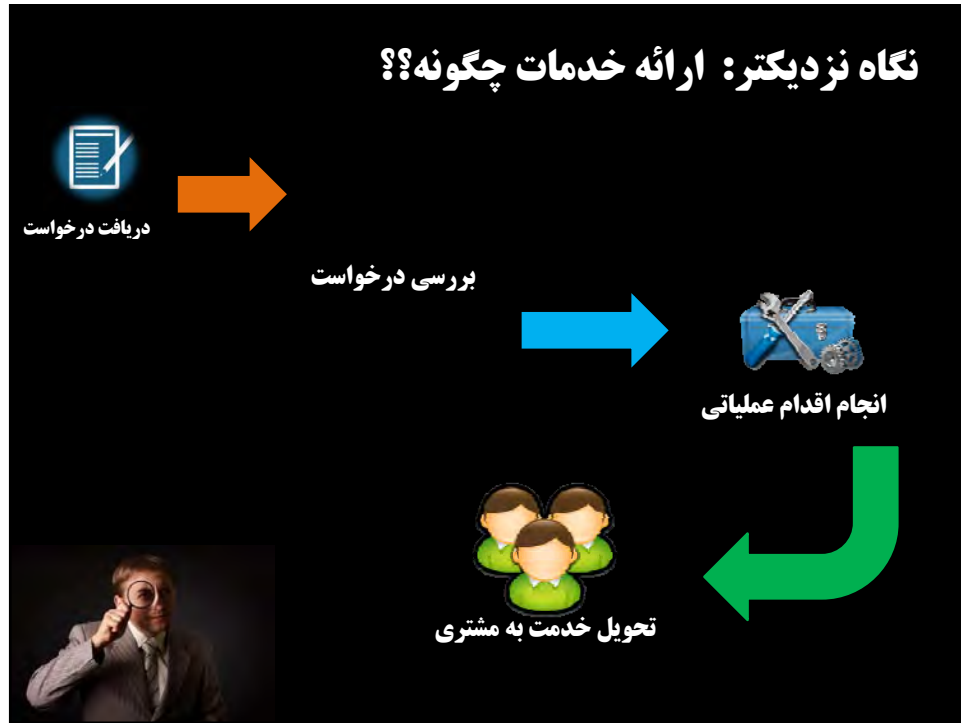 نگاه نزدیکتر: ارائه خدمات چگونه؟؟
دریافت درخواست
بررسی درخواست
انجام اقدام عملیاتی
تحویل خدمت به مشتری